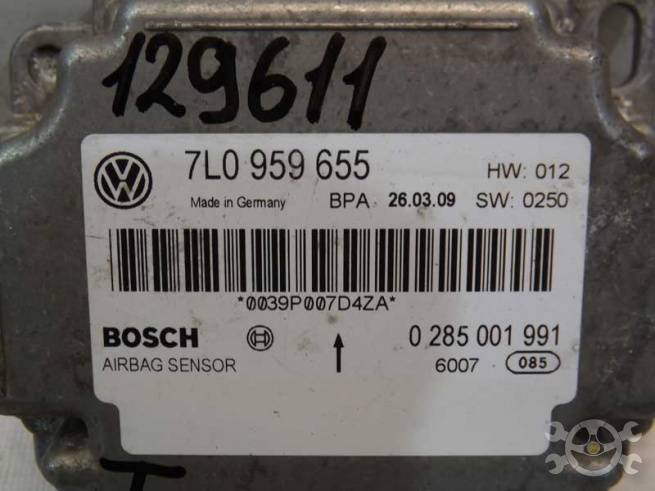 129611
7L0 959 655 HW: 012
Made in Germany BPA 26.03.09 SW: 0250
*0039P007D4ZA*
BOSCH 0 285 001 991
AIRBAG SENSOR 6007 085